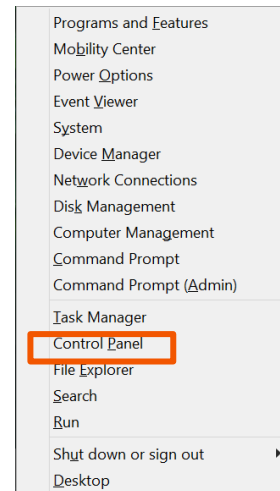 Programs and Features
Mobility Center
Power Options
Event Viewer
System
Device Manager
Network Connections
Disk Management
Computer Management
Command Prompt
Command Prompt (Admin)
Task Manager
Control Panel
File Explorer
Search
Run
Shut down or sign out
Desktop